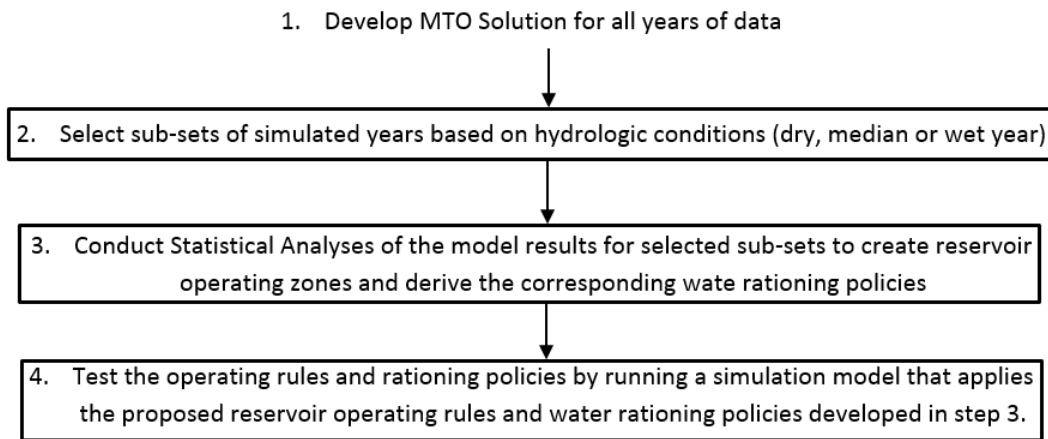 1. Develop MTO Solution for all years of data
2. Select sub-sets of simulated years based on hydrologic conditions (dry, median or wet year)
3. Conduct Statistical Analyses of the model results for selected sub-sets to create reservoir
operating zones and derive the corresponding wate rationing policies
4. Test the operating rules and rationing policies by running a simulation model that applies
the proposed reservoir operating rules and water rationing policies developed in step 3.